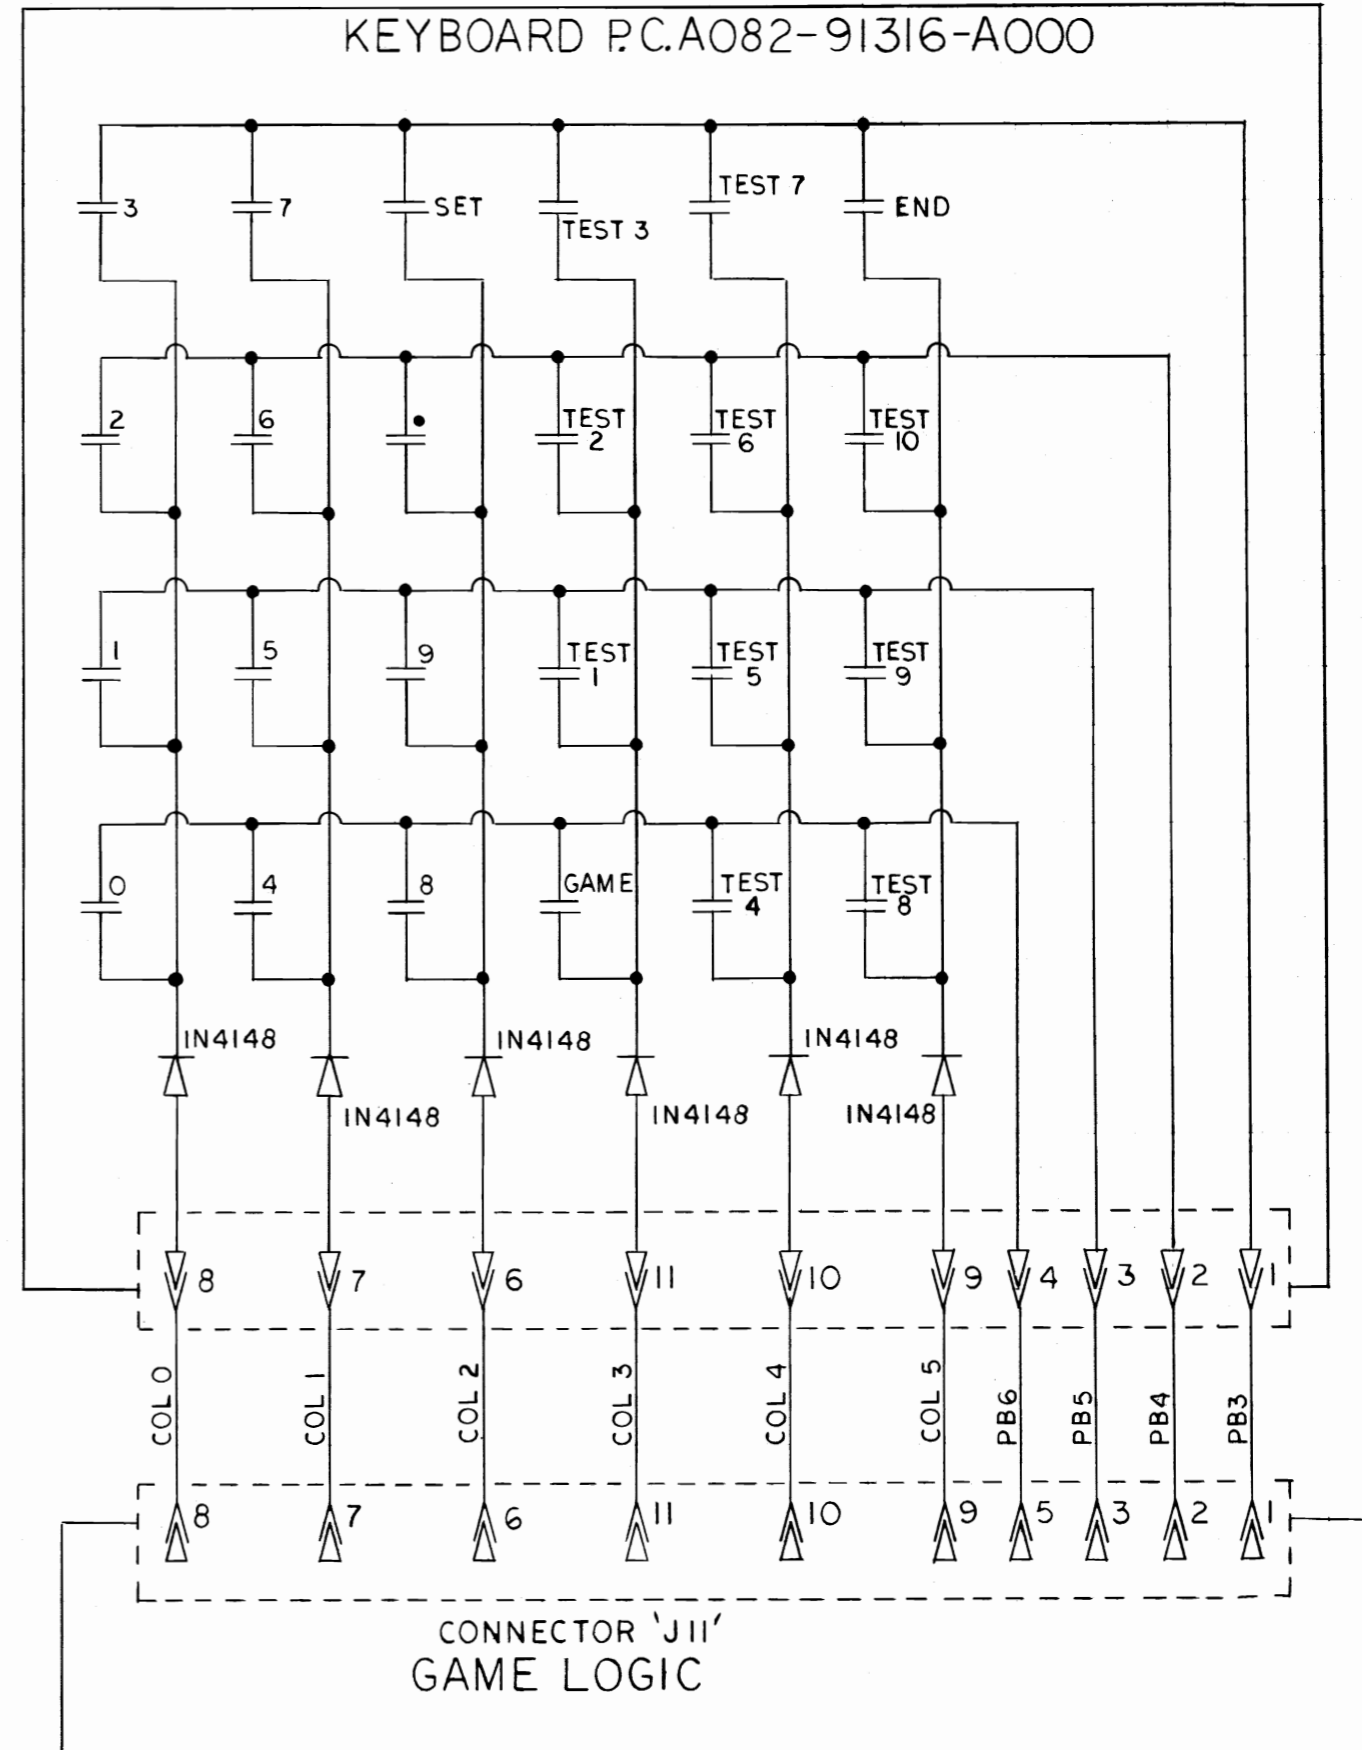 KEYBOARD P.C.A082-91316-A000
3 7 SET TEST 3 TEST 7 END
2 6 • TEST 2 TEST 6 TEST 10
1 5 9 TEST 1 TEST 5 TEST 9
0 4 8 GAME TEST 4 TEST 8
IN4148 IN4148 IN4148
IN4148 IN4148 IN4148
8 7 6 11 10 9 4 3 2 1
COL 0 COL 1 COL 2 COL 3 COL 4 COL 5 PB6 PB5 PB4 PB3
8 7 6 11 10 9 5 3 2 1
CONNECTOR 'J11'
GAME LOGIC